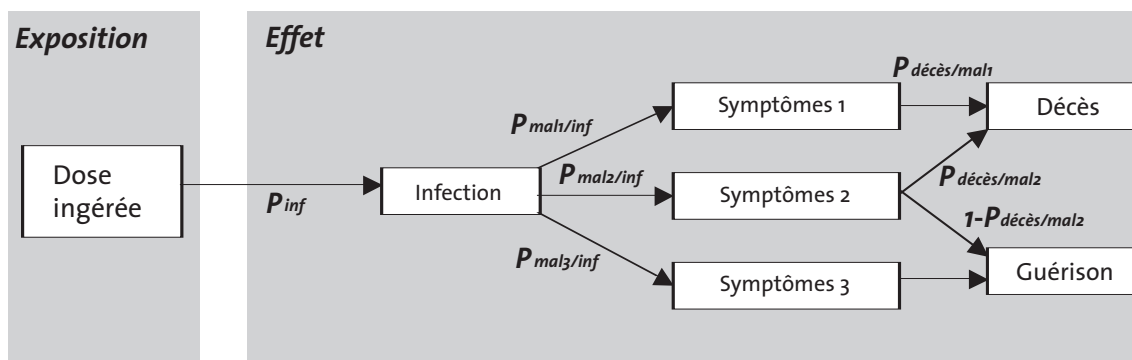 Exposition
Effet
Dose
ingérée
P inf
Infection
P mal1/inf
P mal2/inf
P mal3/inf
Symptômes 1
Symptômes 2
Symptômes 3
P décès/mal1
P décès/mal2
1-P décès/mal2
Décès
Guérison